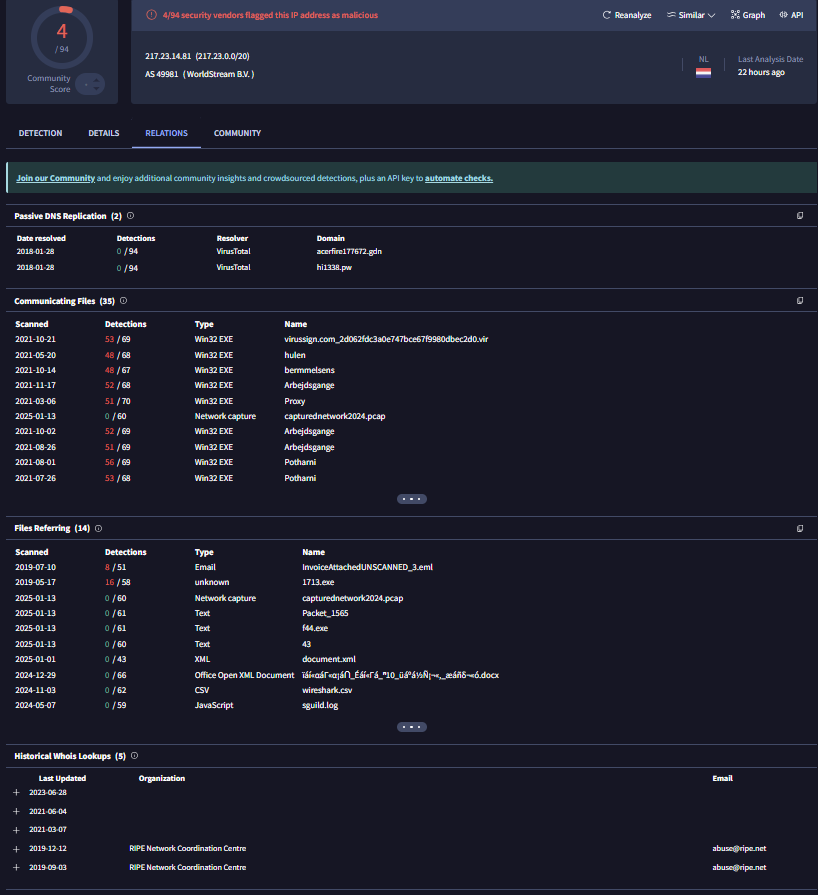 4
/ 94
Community
Score
-
4/94 security vendors flagged this IP address as malicious
Reanalyze Similar Graph API
217.23.14.81 (217.23.0.0/20)
AS 49981 ( WorldStream B.V. )
NL
Last Analysis Date
22 hours ago
DETECTION DETAILS RELATIONS COMMUNITY
Join our Community and enjoy additional community insights and crowdsourced detections, plus an API key to automate checks.
Passive DNS Replication (2)
Date resolved Detections Resolver Domain
2018-01-28 0 / 94 VirusTotal acerfire177672.gdn
2018-01-28 0 / 94 VirusTotal hi1338.pw
Communicating Files (35)
Scanned Detections Type Name
2021-10-21 53 / 69 Win32 EXE virussign.com_2d062fdc3a0e747bce67f9980dbec2d0.vir
2021-05-20 48 / 68 Win32 EXE hulen
2021-10-14 48 / 67 Win32 EXE bermmelsens
2021-11-17 52 / 68 Win32 EXE Arbejdsgange
2021-03-06 51 / 70 Win32 EXE Proxy
2025-01-13 0 / 60 Network capture capturednetwork2024.pcap
2021-10-02 52 / 69 Win32 EXE Arbejdsgange
2021-08-26 51 / 69 Win32 EXE Arbejdsgange
2021-08-01 56 / 69 Win32 EXE Potharni
2021-07-26 53 / 68 Win32 EXE Potharni
Files Referring (14)
Scanned Detections Type Name
2019-07-10 8 / 51 Email InvoiceAttachedUNSCANNED_3.eml
2019-05-17 16 / 58 unknown 1713.exe
2025-01-13 0 / 60 Network capture capturednetwork2024.pcap
2025-01-13 0 / 61 Text Packet_1565
2025-01-13 0 / 61 Text f44.exe
2025-01-13 0 / 60 Text 43
2025-01-01 0 / 43 XML document.xml
2024-12-29 0 / 66 Office Open XML Document
2024-11-03 0 / 62 CSV wireshark.csv
2024-05-07 0 / 59 JavaScript sguild.log
Historical Whois Lookups (5)
Last Updated Organization Email
+ 2023-06-28
+ 2021-06-04
+ 2021-03-07
+ 2019-12-12 RIPE Network Coordination Centre abuse@ripe.net
+ 2019-09-03 RIPE Network Coordination Centre abuse@ripe.net